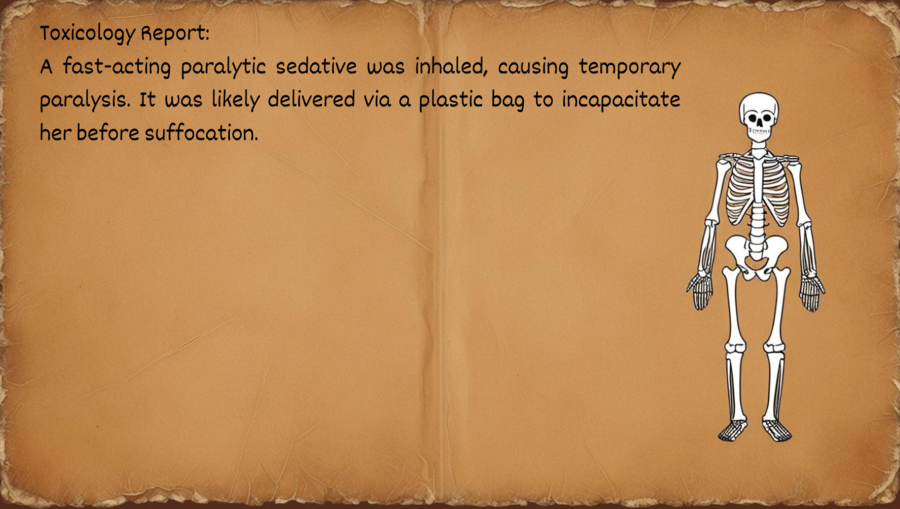 Toxicology Report:
A fast-acting paralytic sedative was inhaled, causing temporary
paralysis. It was likely delivered via a plastic bag to incapacitate
her before suffocation.